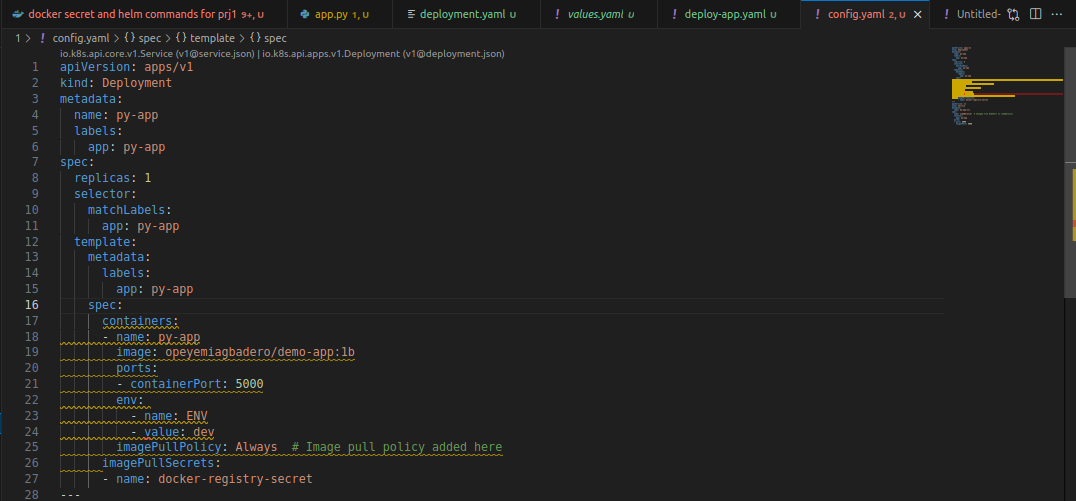 docker secret and helm commands for prj1 9+, U
app.py 1, U
deployment.yaml U
values.yaml U
deploy-app.yaml U
config.yaml 2, U
Untitled-
1 > ! config.yaml > {} spec > {} template > {} spec
io.k8s.api.core.v1.Service (v1@service.json) | io.k8s.api.apps.v1.Deployment (v1@deployment.json)
1 apiVersion: apps/v1
2 kind: Deployment
3 metadata:
4   name: py-app
5   labels:
6     app: py-app
7 spec:
8   replicas: 1
9   selector:
10     matchLabels:
11       app: py-app
12   template:
13     metadata:
14       labels:
15         app: py-app
16     spec:
17       containers:
18       - name: py-app
19         image: opeyemiagbadero/demo-app:1b
20         ports:
21         - containerPort: 5000
22         env:
23           - name: ENV
24           - value: dev
25         imagePullPolicy: Always  # Image pull policy added here
26       imagePullSecrets:
27       - name: docker-registry-secret
28 ---